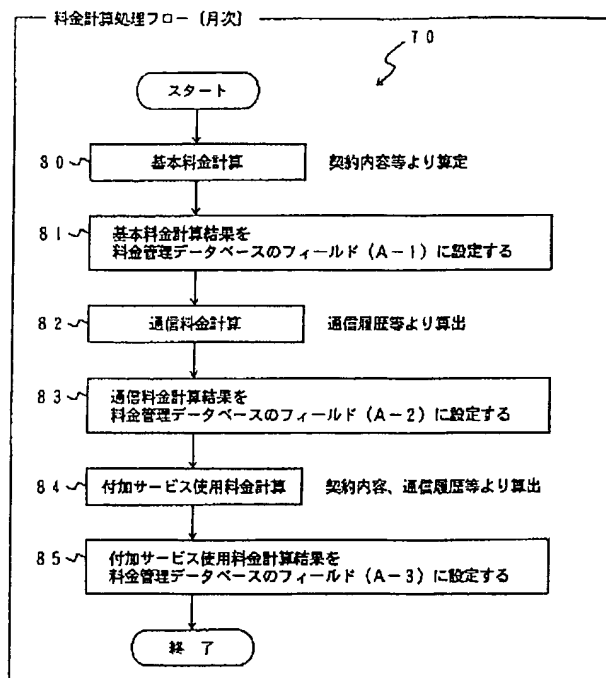 料金計算処理フロー〔月次〕
70
スタート
80 基本料金計算 契約内容等より算定
81 基本料金計算結果を
料金管理データベースのフィールド（A－1）に設定する
82 通信料金計算 通信履歴等より算出
83 通信料金計算結果を
料金管理データベースのフィールド（A－2）に設定する
84 付加サービス使用料金計算 契約内容、通信履歴等より算出
85 付加サービス使用料金計算結果を
料金管理データベースのフィールド（A－3）に設定する
終 了